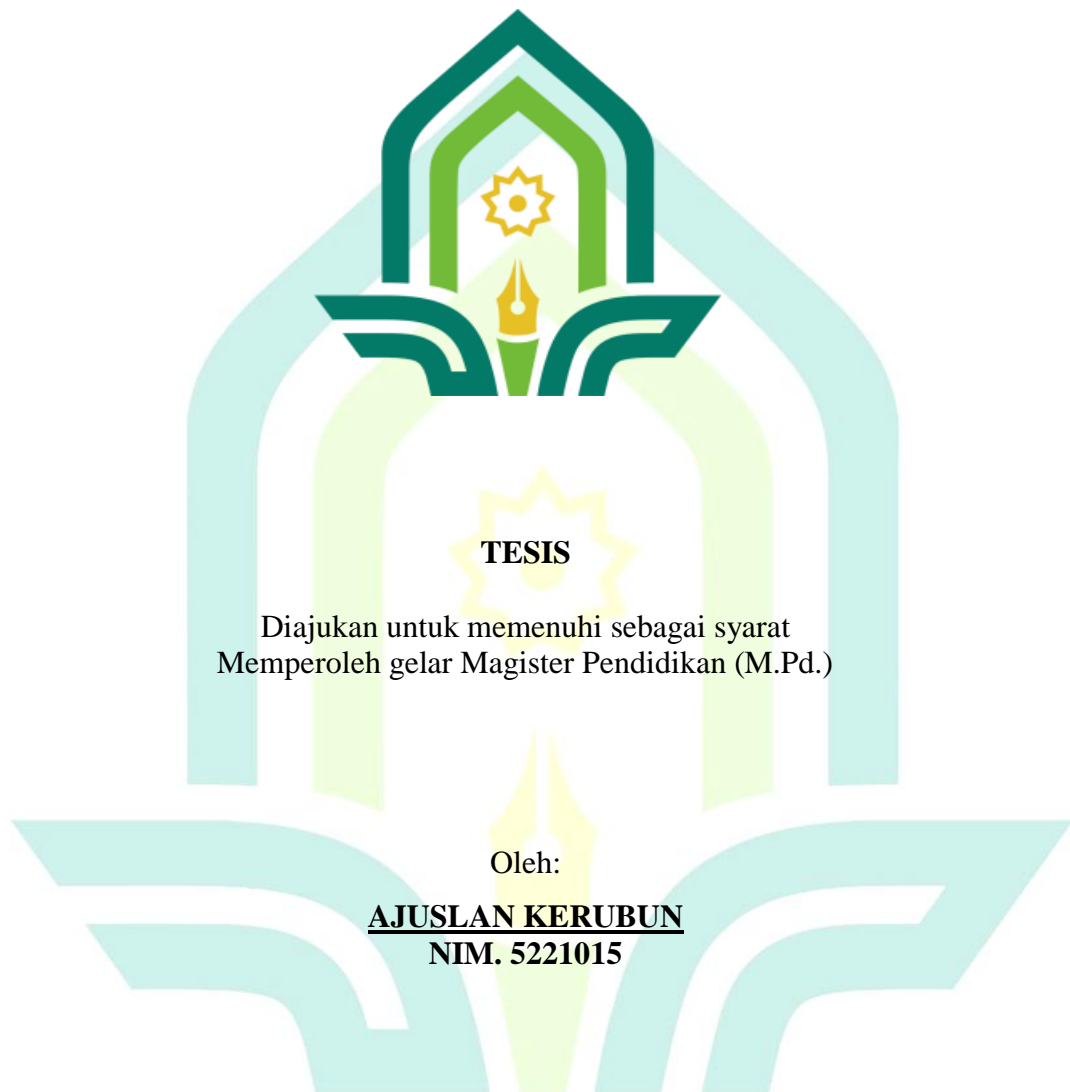 TESIS
Diajukan untuk memenuhi sebagai syarat
Memperoleh gelar Magister Pendidikan (M.Pd.)
Oleh:
AJUSLAN KERUBUN
NIM. 5221015